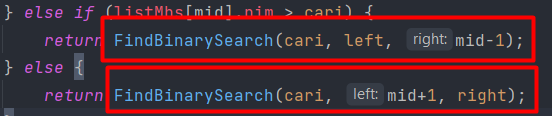 } else if (listMhs[mid].nim > cari) {
return FindBinarySearch(cari, left, right: mid-1);
} else {
return FindBinarySearch(cari, left: mid+1, right);